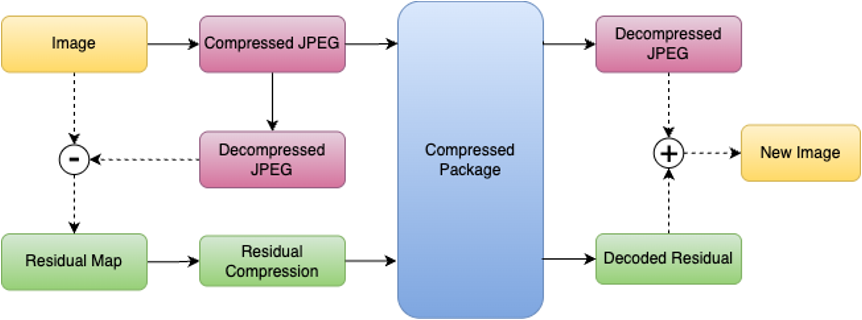 Image
Compressed JPEG
Decompressed
JPEG
Decompressed
JPEG
Compressed
Package
-
+
New Image
Residual Map
Residual
Compression
Decoded Residual